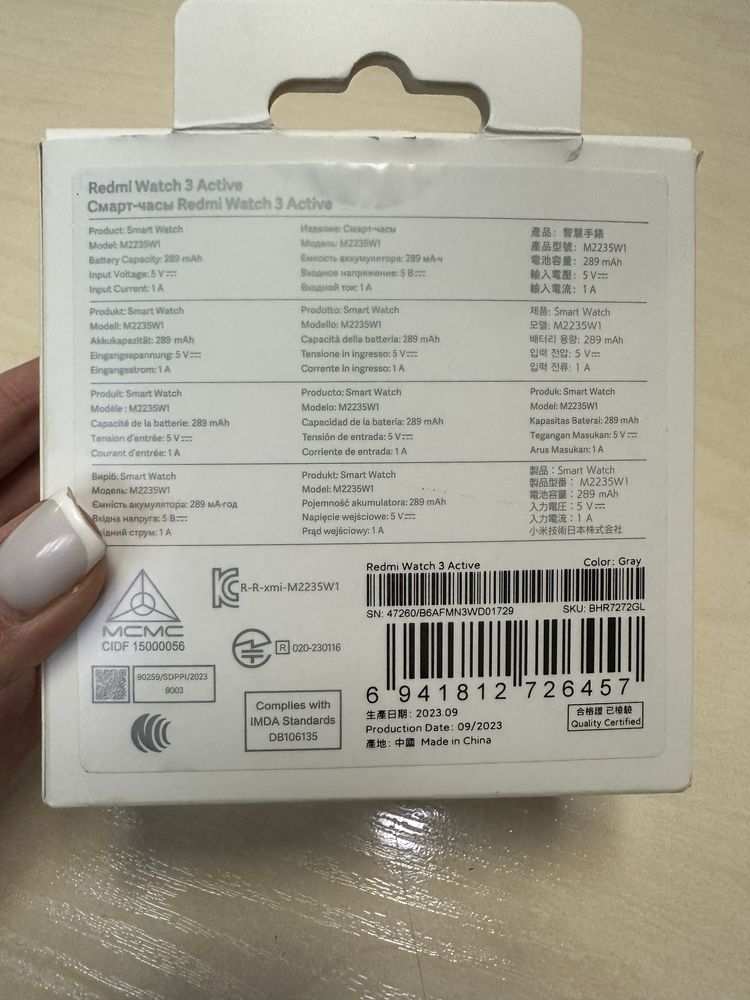 Redmi Watch 3 Active
Смарт-часы Redmi Watch 3 Active
Product: Smart Watch
Model: M2235W1
Battery Capacity: 289 mAh
Input Voltage: 5 V⎓
Input Current: 1 A
Изделие: Смарт-часы
Модель: M2235W1
Емкость аккумулятора: 289 мА·ч
Входное напряжение: 5 В⎓
Входной ток: 1 А
產品：智慧手錶
產品型號：M2235W1
電池容量：289 mAh
輸入電壓：5 V⎓
輸入電流：1 A
Produkt: Smart Watch
Modell: M2235W1
Akkukapazität: 289 mAh
Eingangsspannung: 5 V⎓
Eingangsstrom: 1 A
Prodotto: Smart Watch
Modello: M2235W1
Capacità della batteria: 289 mAh
Tensione in ingresso: 5 V⎓
Corrente in ingresso: 1 A
제품: Smart Watch
모델: M2235W1
배터리 용량: 289 mAh
입력 전압: 5 V⎓
입력 전류: 1 A
Produit: Smart Watch
Modèle : M2235W1
Capacité de la batterie: 289 mAh
Tension d'entrée: 5 V⎓
Courant d'entrée: 1 A
Producto: Smart Watch
Modelo: M2235W1
Capacidad de la batería: 289 mAh
Tensión de entrada: 5 V⎓
Corriente de entrada: 1 A
Produk: Smart Watch
Model: M2235W1
Kapasitas Baterai: 289 mAh
Tegangan Masukan: 5 V⎓
Arus Masukan: 1 A
Виріб: Smart Watch
Модель: M2235W1
Ємність акумулятора: 289 мА·год
Вхідна напруга: 5 В⎓
струм: 1 А
Produkt: Smart Watch
Model: M2235W1
Pojemność akumulatora: 289 mAh
Napięcie wejściowe: 5 V⎓
Prąd wejściowy: 1 A
製品：Smart Watch
製品型番： M2235W1
電池容量：289 mAh
入力電圧：5 V⎓
入力電流：1 A
小米技術日本株式会社
MCMC
CIDF 15000056
R-R-xmi-M2235W1
R 020-230116
90259/SDPPI/2023
9003
Complies with
IMDA Standards
DB106135
Redmi Watch 3 Active Color: Gray
SN: 47260/B6AFMN3WD01729 SKU: BHR7272GL
6 941812 726457
生產日期: 2023.09
Production Date: 09/2023
產地: 中國 Made in China
合格證 已檢驗
Quality Certified